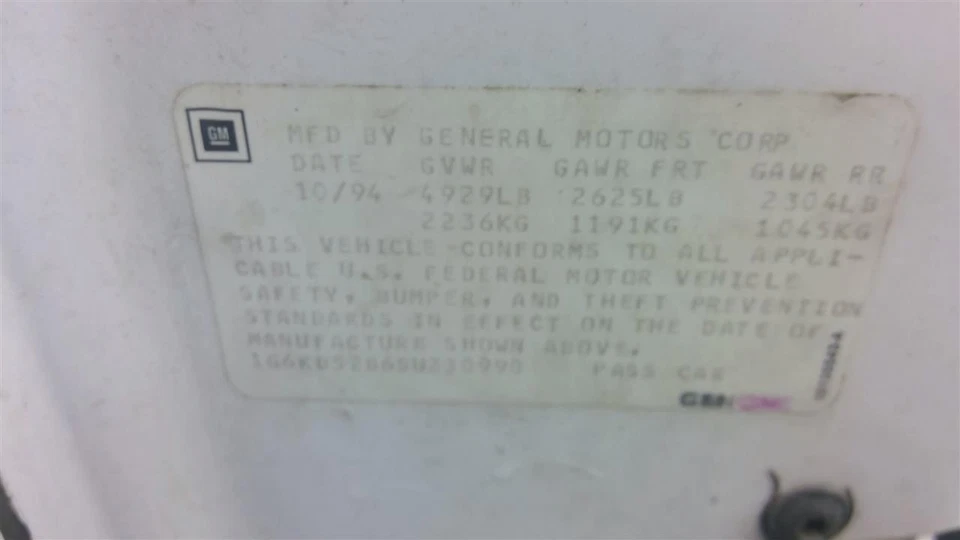 GM
MFD BY GENERAL MOTORS CORP
DATE GVWR GAWR FRT GAWR RR
10/94 4929LB 2625LB 2304LB
2236KG 1191KG 1045KG
THIS VEHICLE CONFORMS TO ALL APPLI-
CABLE U.S. FEDERAL MOTOR VEHICLE
SAFETY, BUMPER, AND THEFT PREVENTION
STANDARDS IN EFFECT ON THE DATE OF
MANUFACTURE SHOWN ABOVE.
PASS CAR